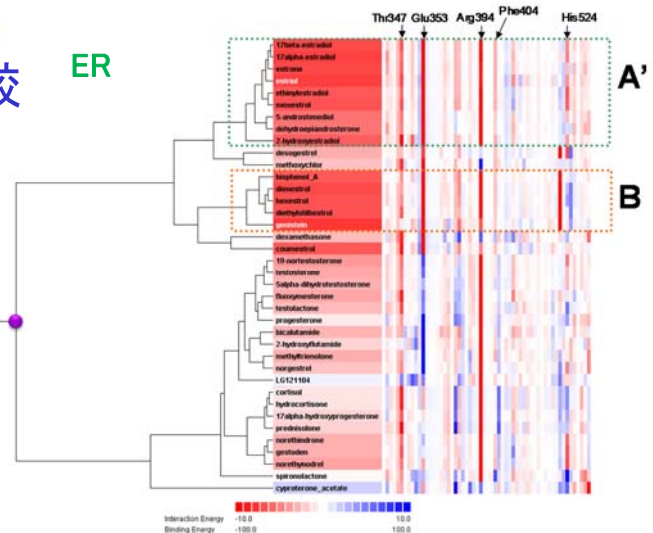 Thr347 Glu353 Arg394 Phe404 His524
較 ER
A'
17beta-estradiol
17alpha-estradiol
estrone
estriol
ethinylestradiol
mexestrol
5-androstenediol
dehydroepiandrosterone
2-hydroxyestradiol
desogestrel
methoxychlor
bisphenol_A
B
dienestrol
hexestrol
diethylstilbestrol
genistein
dexamethasone
coumestrol
19-nortestosterone
testosterone
5alpha-dihydrotestosterone
fluoxymesterone
testolactone
progesterone
bicalutamide
2-hydroxyflutamide
methyltrienolone
norgestrel
LG121104
cortisol
hydrocortisone
17alpha-hydroxyprogesterone
prednisolone
norethindrone
gestoden
norethynodrel
spironolactone
cyproterone_acetate
Interaction Energy -10.0 10.0
Binding Energy -100.0 100.0